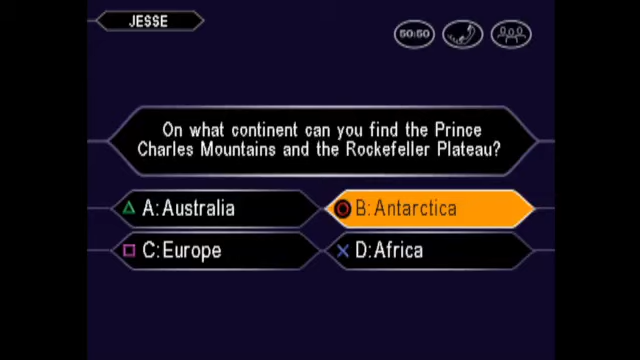 JESSE
50:50
On what continent can you find the Prince
Charles Mountains and the Rockefeller Plateau?
A: Australia
B: Antarctica
C: Europe
D: Africa